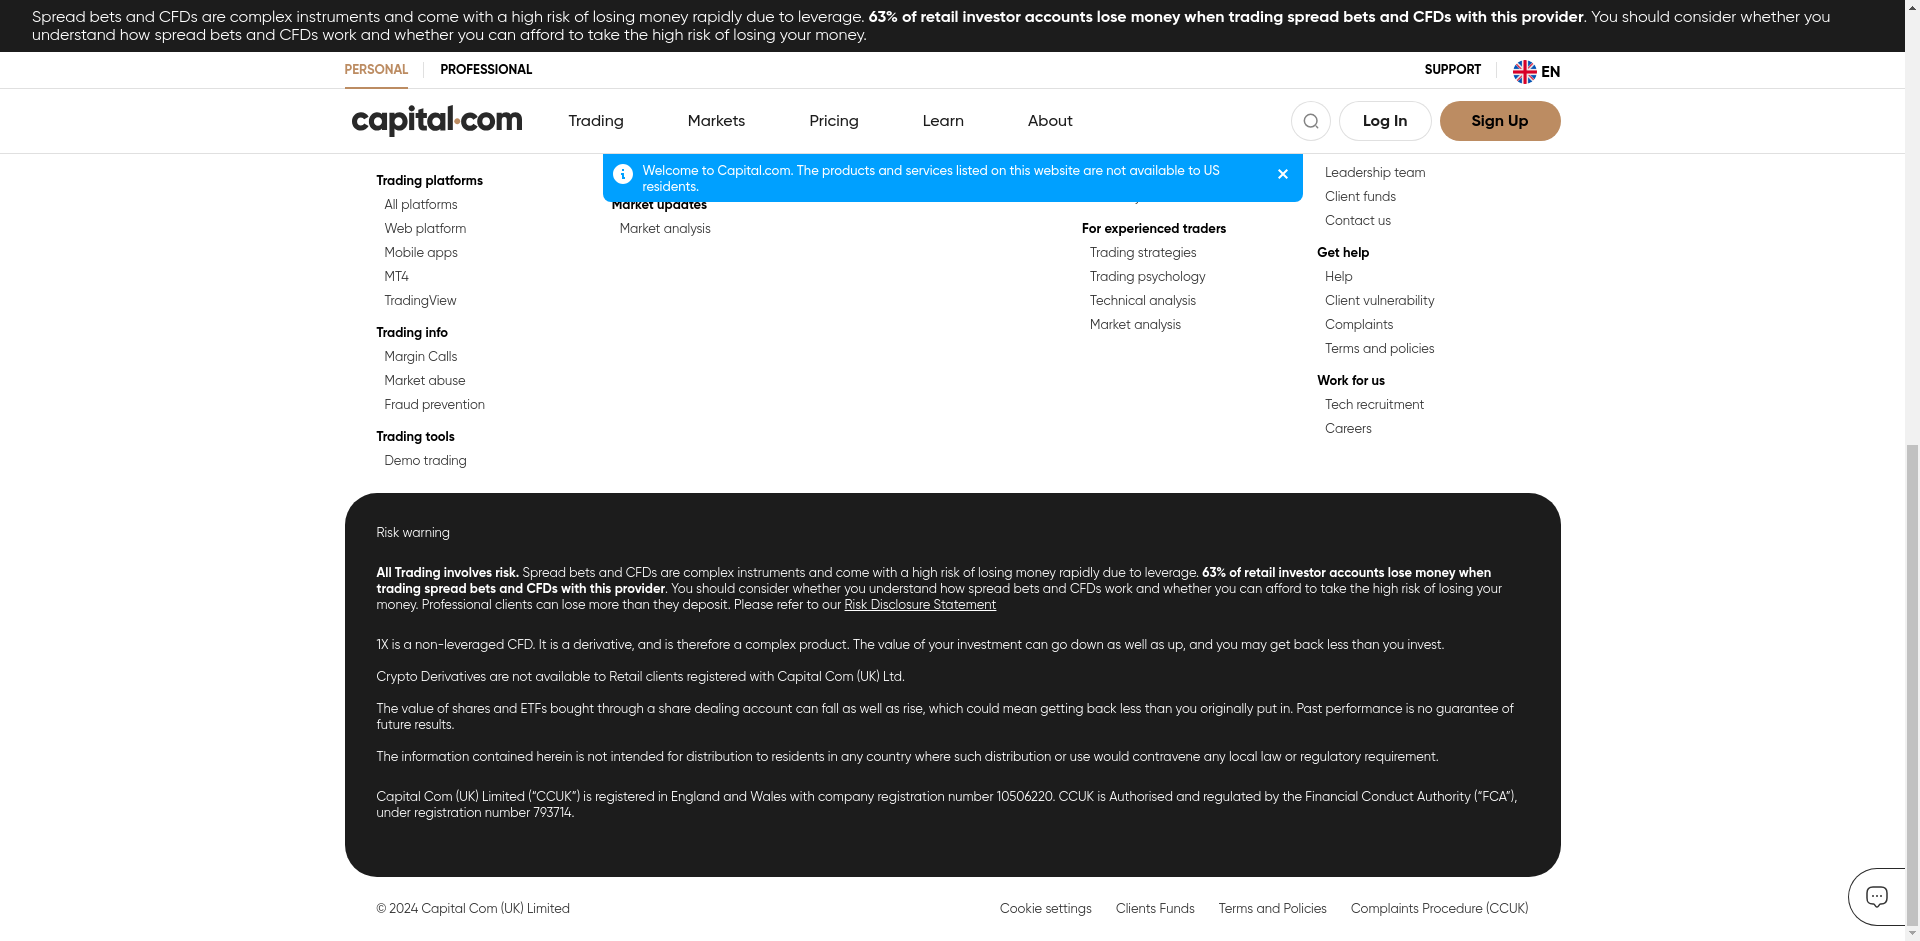 Spread bets and CFDs are complex instruments and come with a high risk of losing money rapidly due to leverage. 63% of retail investor accounts lose money when trading spread bets and CFDs with this provider. You should consider whether you
understand how spread bets and CFDs work and whether you can afford to take the high risk of losing your money.
PERSONAL
PROFESSIONAL
SUPPORT
EN
capital.com
Trading
Markets
Pricing
Learn
About
Log In
Sign Up
Welcome to Capital.com. The products and services listed on this website are not available to US
residents.
Trading platforms
All platforms
Web platform
Mobile apps
MT4
TradingView
Trading info
Margin Calls
Market abuse
Fraud prevention
Trading tools
Demo trading
Market updates
Market analysis
For experienced traders
Trading strategies
Trading psychology
Technical analysis
Market analysis
Leadership team
Client funds
Contact us
Get help
Help
Client vulnerability
Complaints
Terms and policies
Work for us
Tech recruitment
Careers
Risk warning
All Trading involves risk. Spread bets and CFDs are complex instruments and come with a high risk of losing money rapidly due to leverage. 63% of retail investor accounts lose money when
trading spread bets and CFDs with this provider. You should consider whether you understand how spread bets and CFDs work and whether you can afford to take the high risk of losing your
money. Professional clients can lose more than they deposit. Please refer to our Risk Disclosure Statement
1X is a non-leveraged CFD. It is a derivative, and is therefore a complex product. The value of your investment can go down as well as up, and you may get back less than you invest.
Crypto Derivatives are not available to Retail clients registered with Capital Com (UK) Ltd.
The value of shares and ETFs bought through a share dealing account can fall as well as rise, which could mean getting back less than you originally put in. Past performance is no guarantee of
future results.
The information contained herein is not intended for distribution to residents in any country where such distribution or use would contravene any local law or regulatory requirement.
Capital Com (UK) Limited (“CCUK”) is registered in England and Wales with company registration number 10506220. CCUK is Authorised and regulated by the Financial Conduct Authority (“FCA”),
under registration number 793714.
© 2024 Capital Com (UK) Limited
Cookie settings
Clients Funds
Terms and Policies
Complaints Procedure (CCUK)